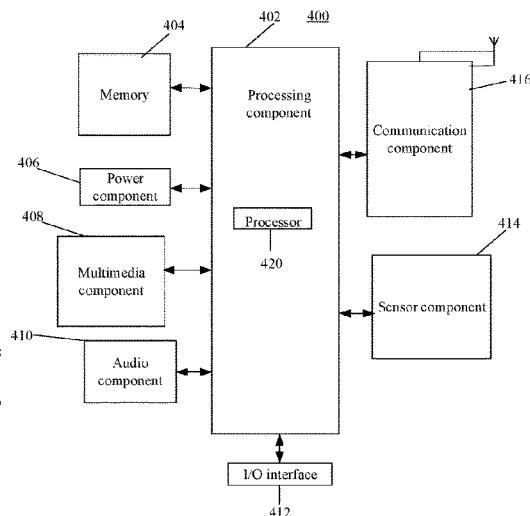 402
400
404
Memory
Processing
component
416
Communication
component
406
Power
component
Processor
420
408
Multimedia
component
414
Sensor component
410
Audio
component
I/O interface
412